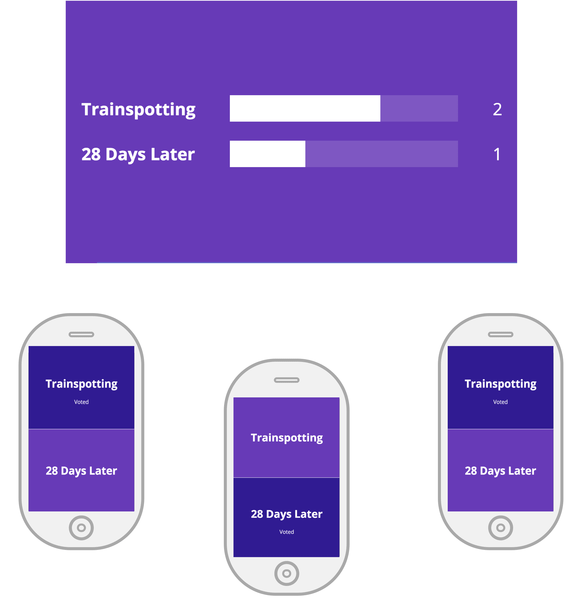 Trainspotting 2
28 Days Later 1
Trainspotting
Voted
28 Days Later
Trainspotting
28 Days Later
Voted
Trainspotting
Voted
28 Days Later